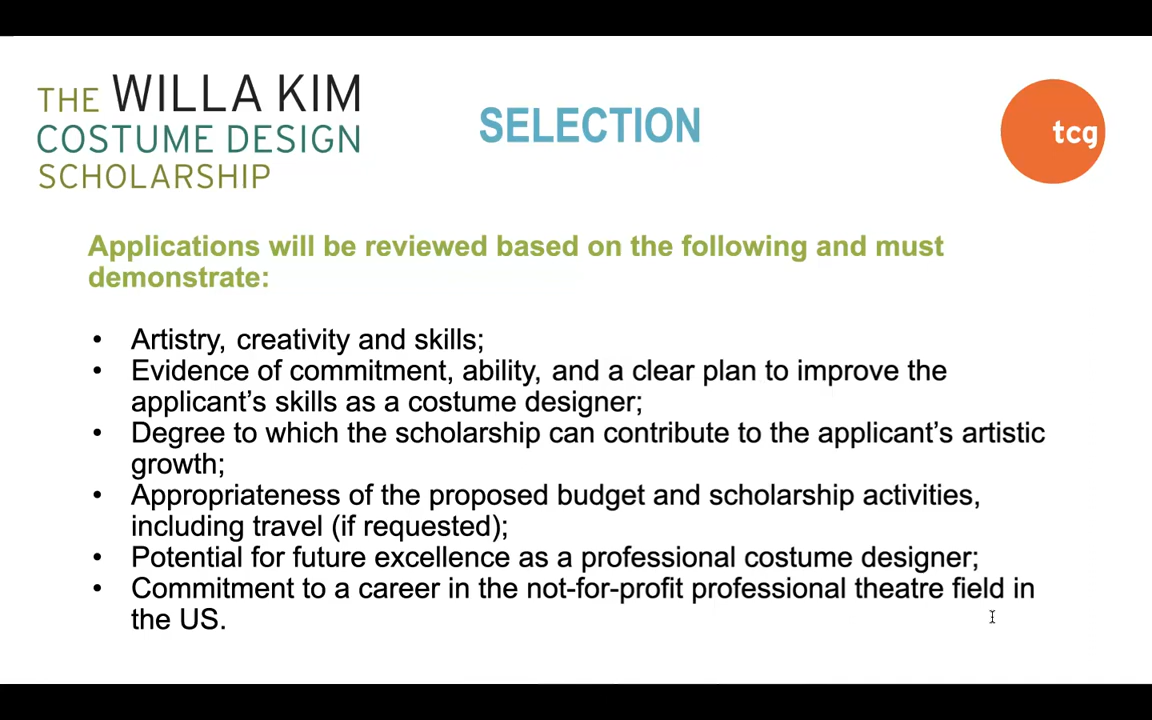 THE WILLA KIM
COSTUME DESIGN
SCHOLARSHIP
SELECTION
tcg
Applications will be reviewed based on the following and must
demonstrate:
• Artistry, creativity and skills;
• Evidence of commitment, ability, and a clear plan to improve the
applicant’s skills as a costume designer;
• Degree to which the scholarship can contribute to the applicant’s artistic
growth;
• Appropriateness of the proposed budget and scholarship activities,
including travel (if requested);
• Potential for future excellence as a professional costume designer;
• Commitment to a career in the not-for-profit professional theatre field in
the US.